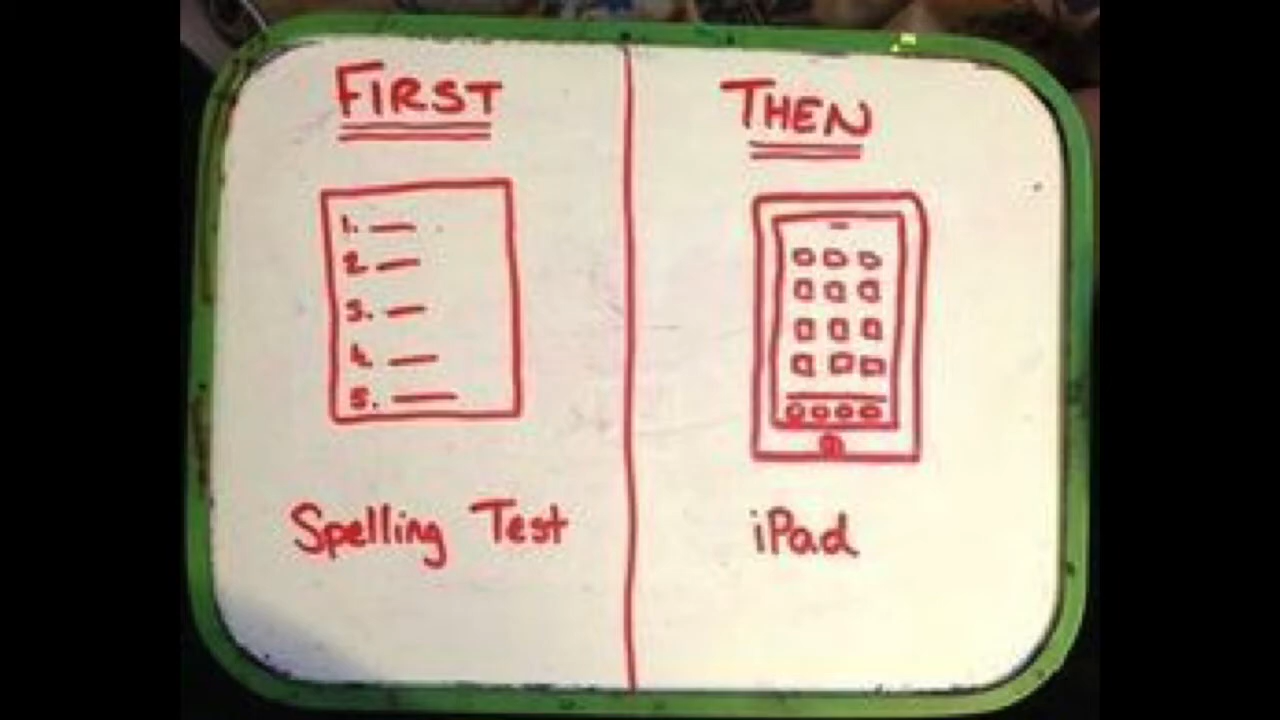 FIRST
1.
2.
3.
4.
5.
Spelling Test
THEN
iPad